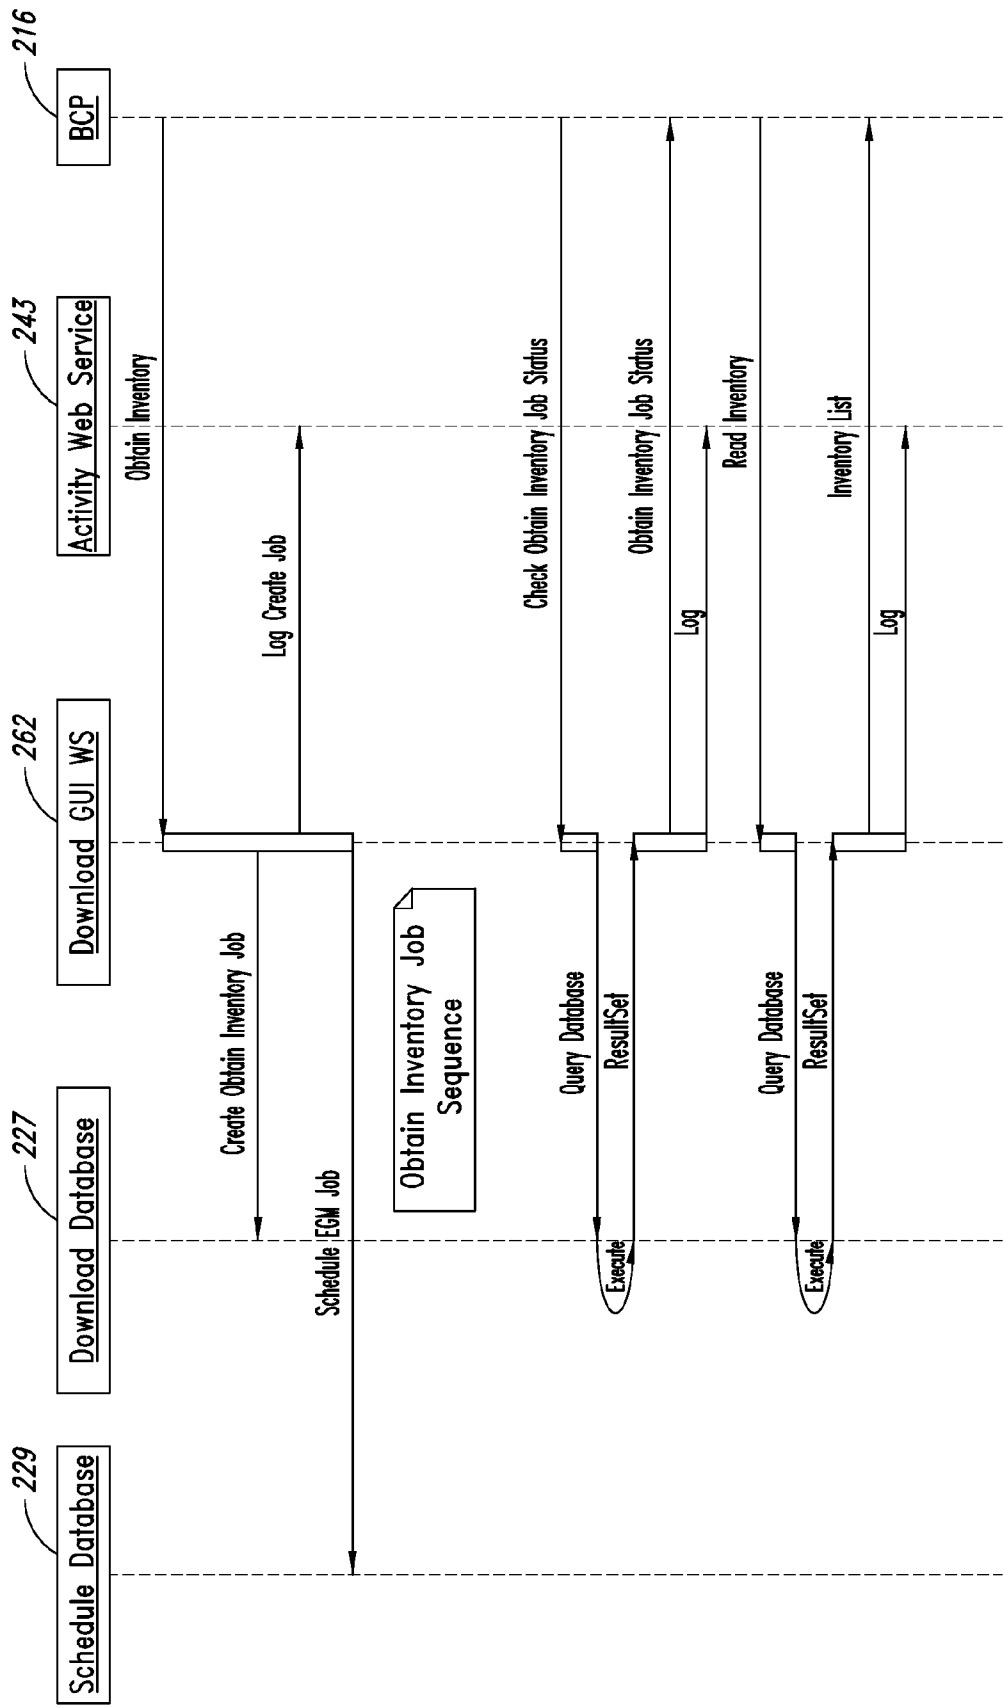 229
Schedule Database
227
Download Database
262
Download GUI WS
243
Activity Web Service
216
BCP
Obtain Inventory
Create Obtain Inventory Job
Log Create Job
Schedule EGM Job
Obtain Inventory Job
Sequence
Check Obtain Inventory Job Status
Query Database
Execute
ResultSet
Obtain Inventory Job Status
Log
Read Inventory
Query Database
Execute
ResultSet
Inventory List
Log